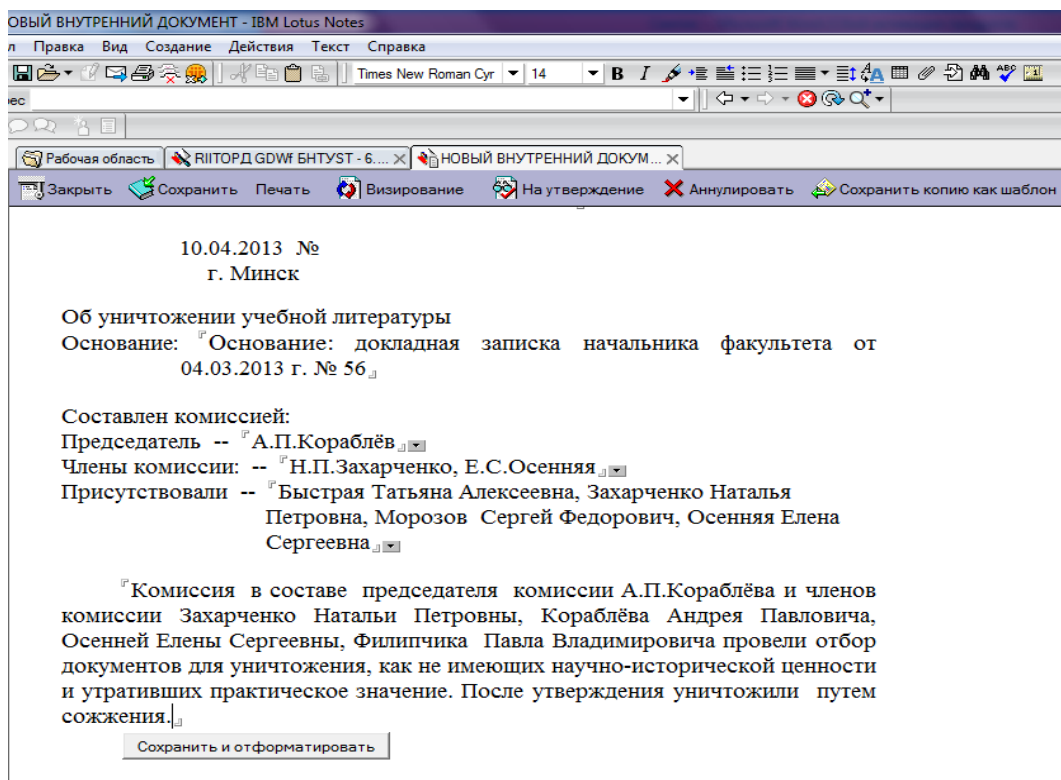 ОВЫЙ ВНУТРЕННИЙ ДОКУМЕНТ - IBM Lotus Notes
л Правка Вид Создание Действия Текст Справка
Times New Roman Cyr 14 B I
рес
Рабочая область RIITОРД GDWf БНТУST - 6.... НОВЫЙ ВНУТРЕННИЙ ДОКУМ...
Закрыть Сохранить Печать Визирование На утверждение Аннулировать Сохранить копию как шаблон
10.04.2013 №
г. Минск
Об уничтожении учебной литературы
Основание: Основание: докладная записка начальника факультета от
04.03.2013 г. № 56
Составлен комиссией:
Председатель -- А.П.Кораблёв
Члены комиссии: -- Н.П.Захарченко, Е.С.Осенняя
Присутствовали -- Быстрая Татьяна Алексеевна, Захарченко Наталья
Петровна, Морозов Сергей Федорович, Осенняя Елена
Сергеевна
Комиссия в составе председателя комиссии А.П.Кораблёва и членов
комиссии Захарченко Натальи Петровны, Кораблёва Андрея Павловича,
Осенней Елены Сергеевны, Филипчика Павла Владимировича провели отбор
документов для уничтожения, как не имеющих научно-исторической ценности
и утративших практическое значение. После утверждения уничтожили путем
сожжения.
Сохранить и отформатировать